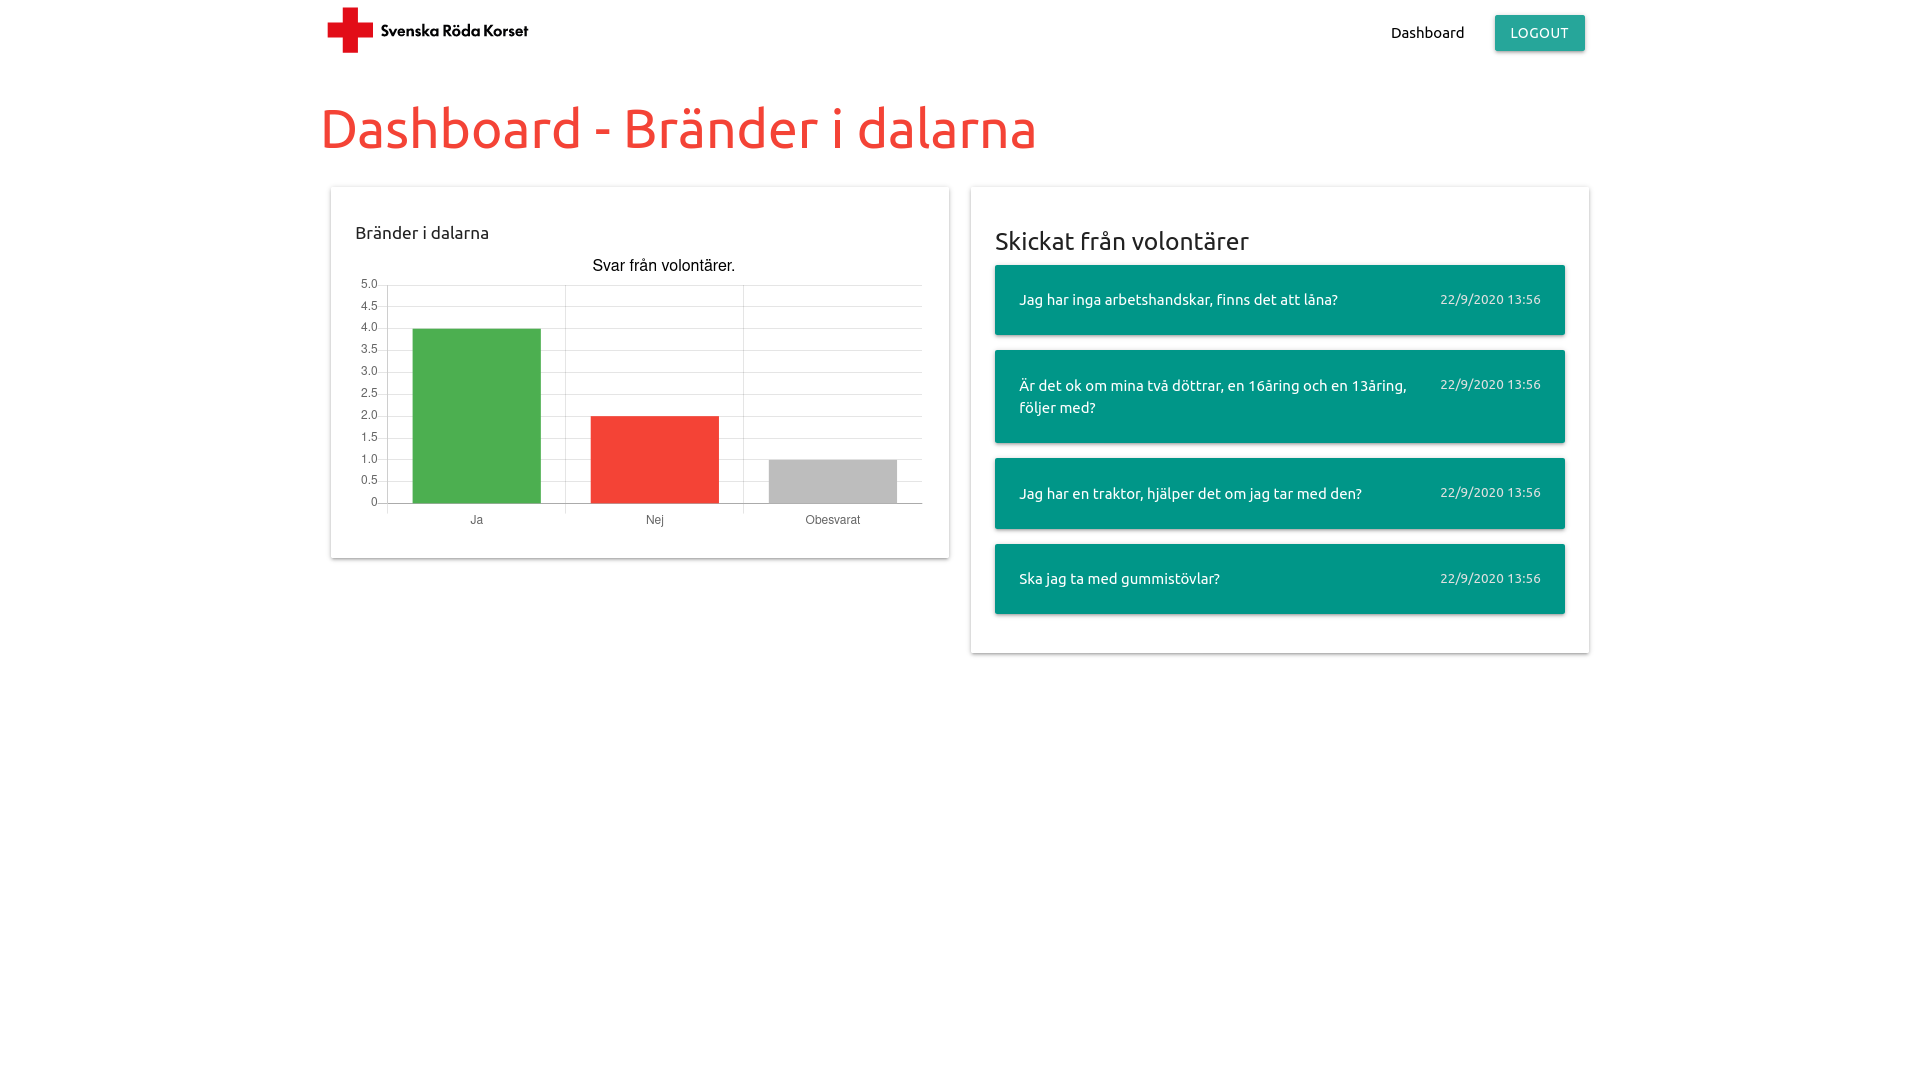 Svenska Röda Korset
Dashboard
LOGOUT
Dashboard - Bränder i dalarna
Bränder i dalarna
Svar från volontärer.
5.0
4.5
4.0
3.5
3.0
2.5
2.0
1.5
1.0
0.5
0
Ja
Nej
Obesvarat
Skickat från volontärer
Jag har inga arbetshandskar, finns det att låna?
22/9/2020 13:56
Är det ok om mina två döttrar, en 16åring och en 13åring,
följer med?
22/9/2020 13:56
Jag har en traktor, hjälper det om jag tar med den?
22/9/2020 13:56
Ska jag ta med gummistövlar?
22/9/2020 13:56